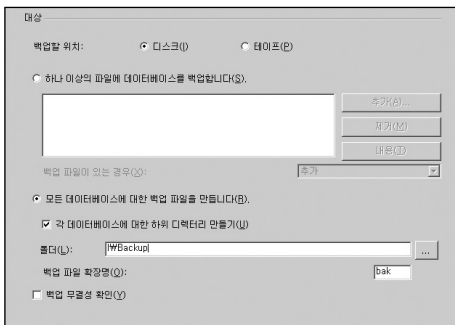 대상
백업할 위치: 디스크(I) 테이프(P)
하나 이상의 파일에 데이터베이스를 백업합니다(S).
추가(A)...
제거(M)
내용(T)
백업 파일이 있는 경우(X): 추가
모든 데이터베이스에 대한 백업 파일을 만듭니다(R).
각 데이터베이스에 대한 하위 디렉터리 만들기(U)
폴더(L): I\Backup ...
백업 파일 확장명(O): bak
백업 무결성 확인(Y)